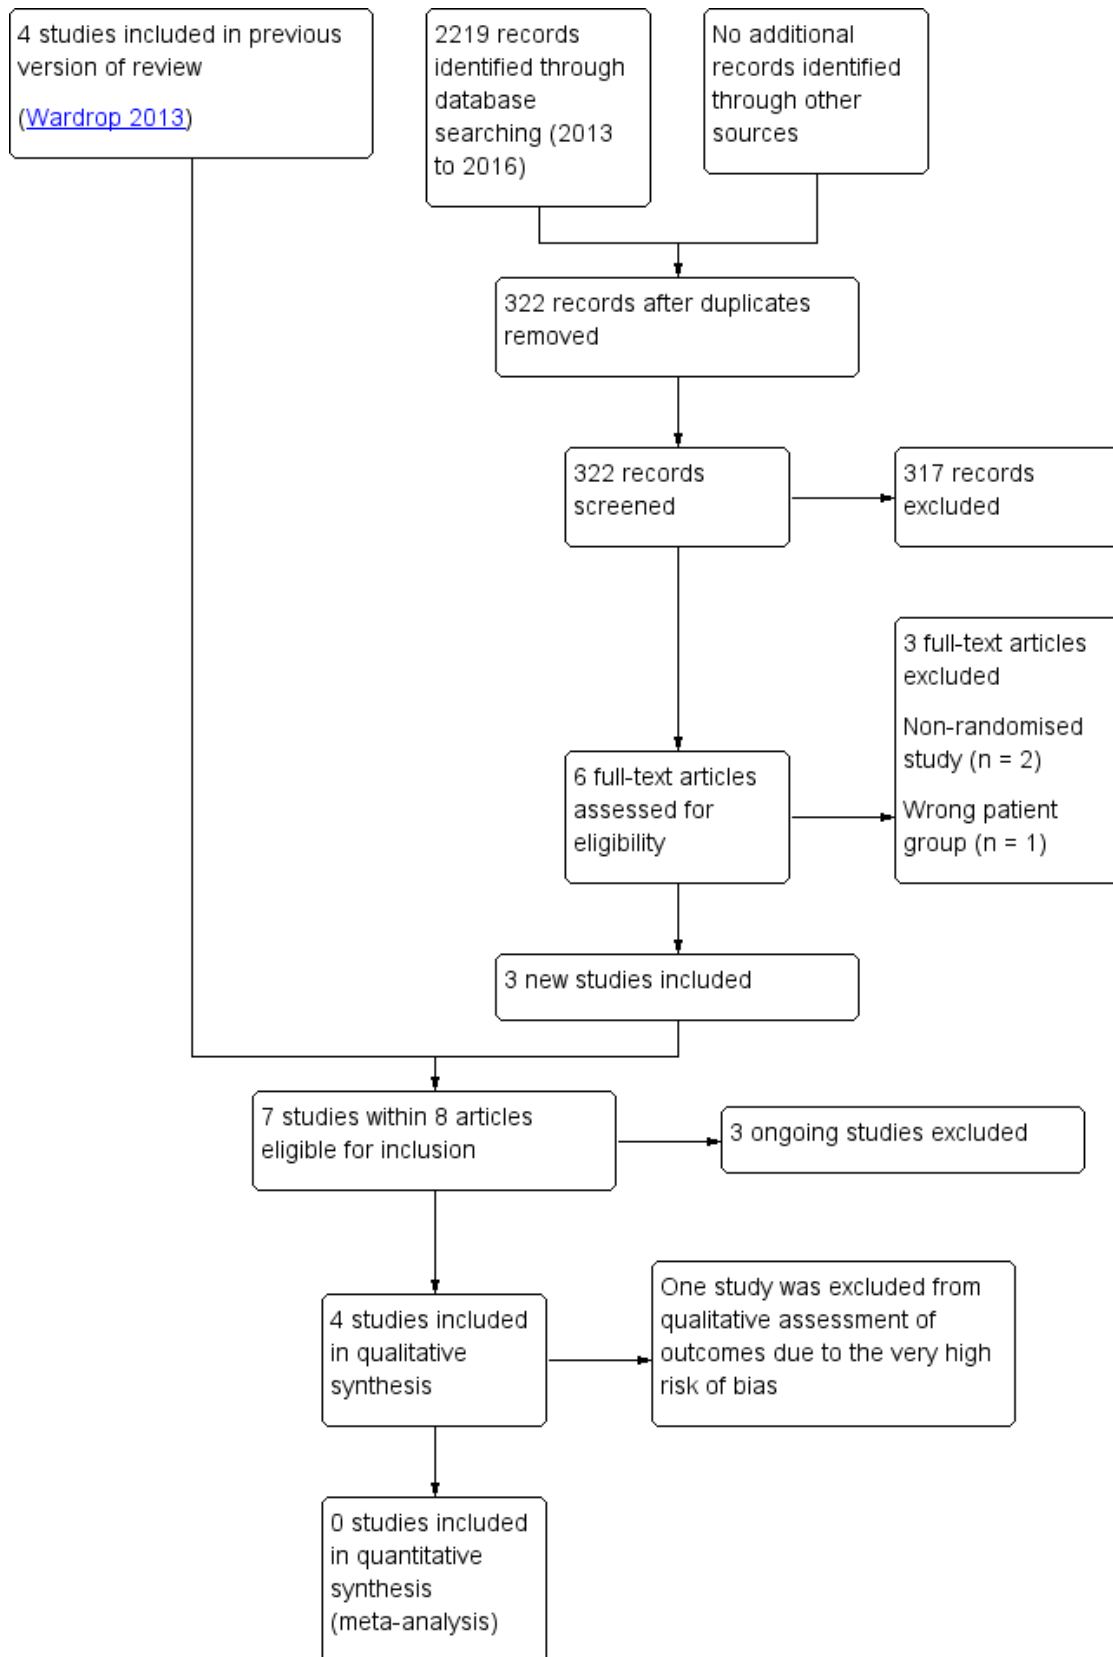 4 studies included in previous
version of review
(Wardrop 2013)
2219 records
identified through
database
searching (2013
to 2016)
No additional
records identified
through other
sources
322 records after duplicates
removed
322 records
screened
317 records
excluded
3 full-text articles
excluded
Non-randomised
study (n = 2)
Wrong patient
group (n = 1)
6 full-text articles
assessed for
eligibility
3 new studies included
7 studies within 8 articles
eligible for inclusion
3 ongoing studies excluded
4 studies included
in qualitative
synthesis
One study was excluded from
qualitative assessment of
outcomes due to the very high
risk of bias
0 studies included
in quantitative
synthesis
(meta-analysis)